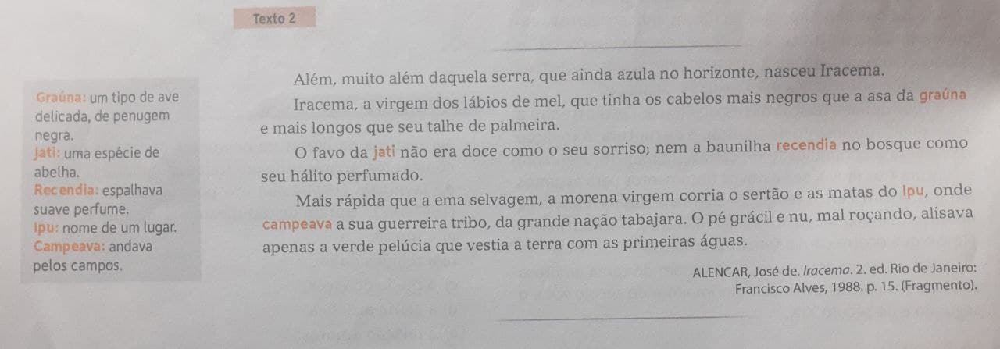 Texto 2
Graúna: um tipo de ave
delicada, de penugem
negra.
Jati: uma espécie de
abelha.
Recendia: espalhava
suave perfume.
Ipu: nome de um lugar.
Campeava: andava
pelos campos.
Além, muito além daquela serra, que ainda azula no horizonte, nasceu Iracema.
Iracema, a virgem dos lábios de mel, que tinha os cabelos mais negros que a asa da graúna
e mais longos que seu talhe de palmeira.
O favo da jati não era doce como o seu sorriso; nem a baunilha recendia no bosque como
seu hálito perfumado.
Mais rápida que a ema selvagem, a morena virgem corria o sertão e as matas do Ipu, onde
campeava a sua guerreira tribo, da grande nação tabajara. O pé grácil e nu, mal roçando, alisava
apenas a verde pelúcia que vestia a terra com as primeiras águas.
ALENCAR, José de. Iracema. 2. ed. Rio de Janeiro:
Francisco Alves, 1988. p. 15. (Fragmento).